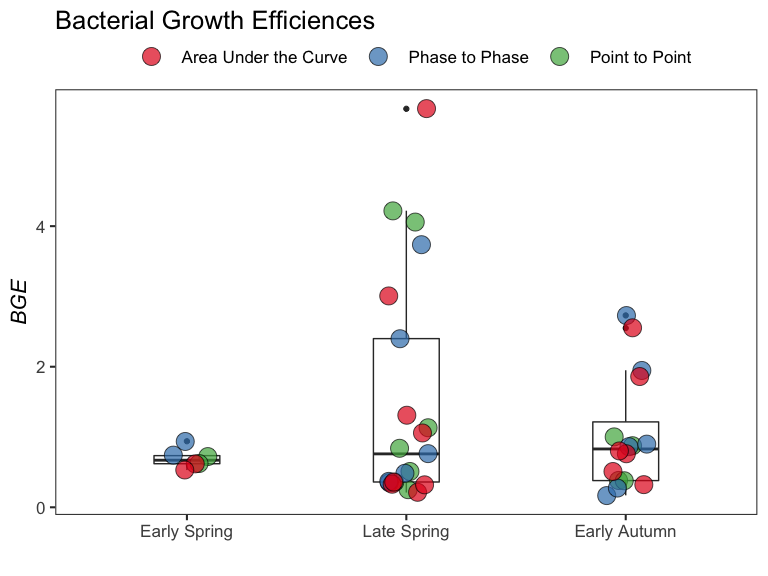 Bacterial Growth Efficiences
Area Under the Curve Phase to Phase Point to Point
BGE
4
2
0
Early Spring Late Spring Early Autumn